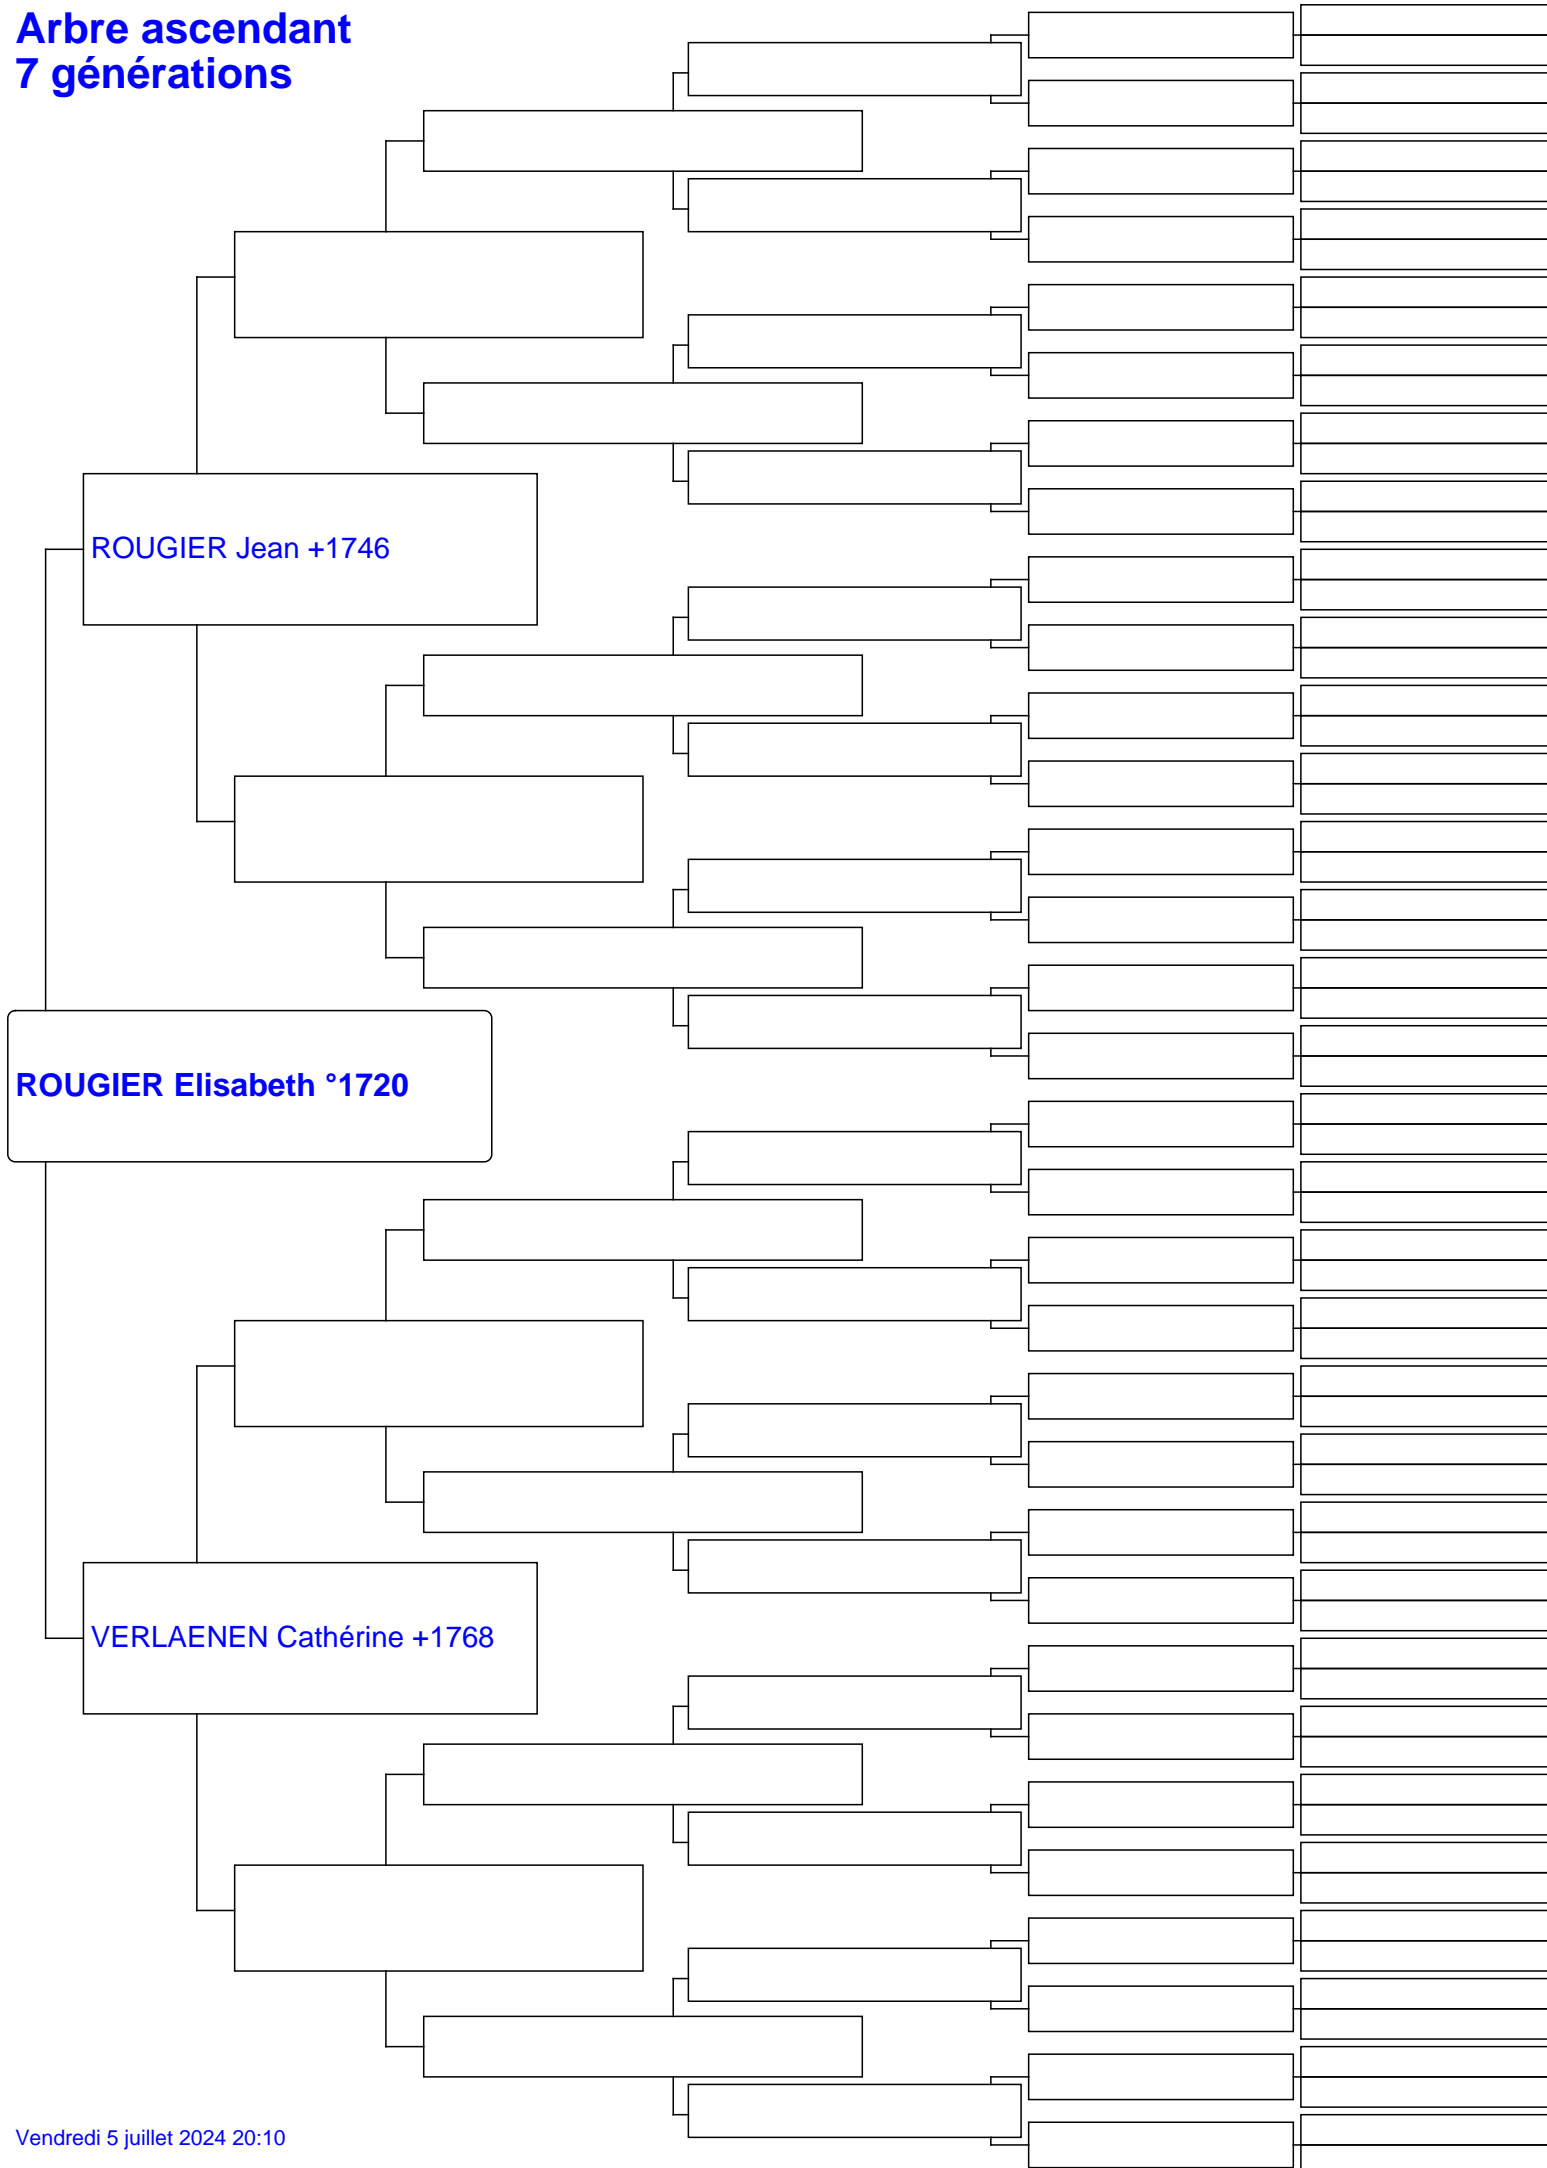 Arbre ascendant
7 générations
ROUGIER Jean +1746
ROUGIER Elisabeth °1720
VERLAENEN Cathérine +1768
Vendredi 5 juillet 2024 20:10